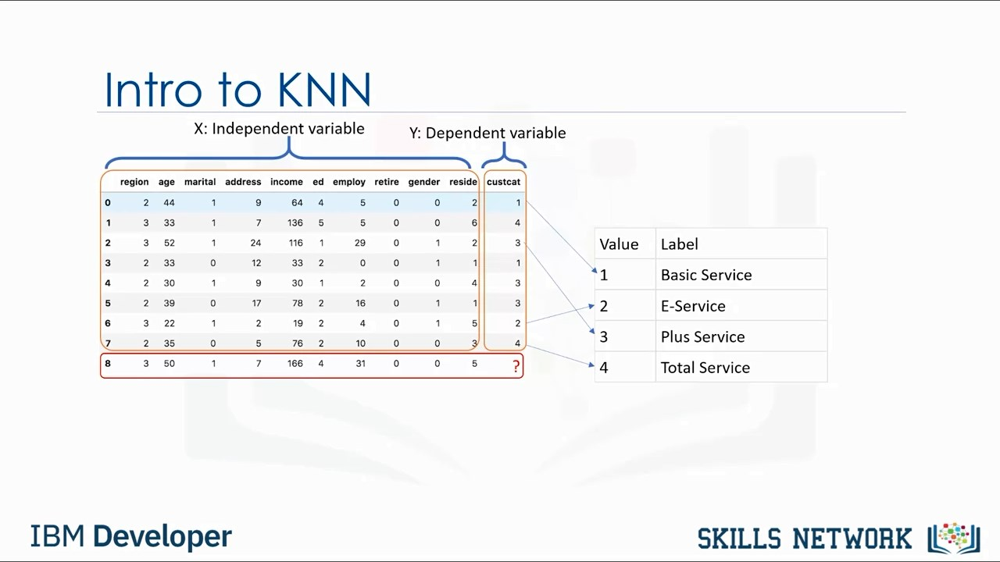 Intro to KNN
X: Independent variable
Y: Dependent variable
region age marital address income ed employ retire gender reside custcat
0 2 44 1 9 64 4 5 0 0 2 1
1 3 33 1 7 136 5 5 0 0 6 4
2 3 52 1 24 116 1 29 0 1 2 3
3 2 33 0 12 33 2 0 0 1 1 1
4 2 30 1 9 30 1 2 0 0 4 3
5 2 39 0 17 78 2 16 0 1 1 3
6 3 22 1 2 19 2 4 0 1 5 2
7 2 35 0 5 76 2 10 0 0 3 4
8 3 50 1 7 166 4 31 0 0 5 ?
Value Label
1 Basic Service
2 E-Service
3 Plus Service
4 Total Service
IBM Developer
SKILLS NETWORK